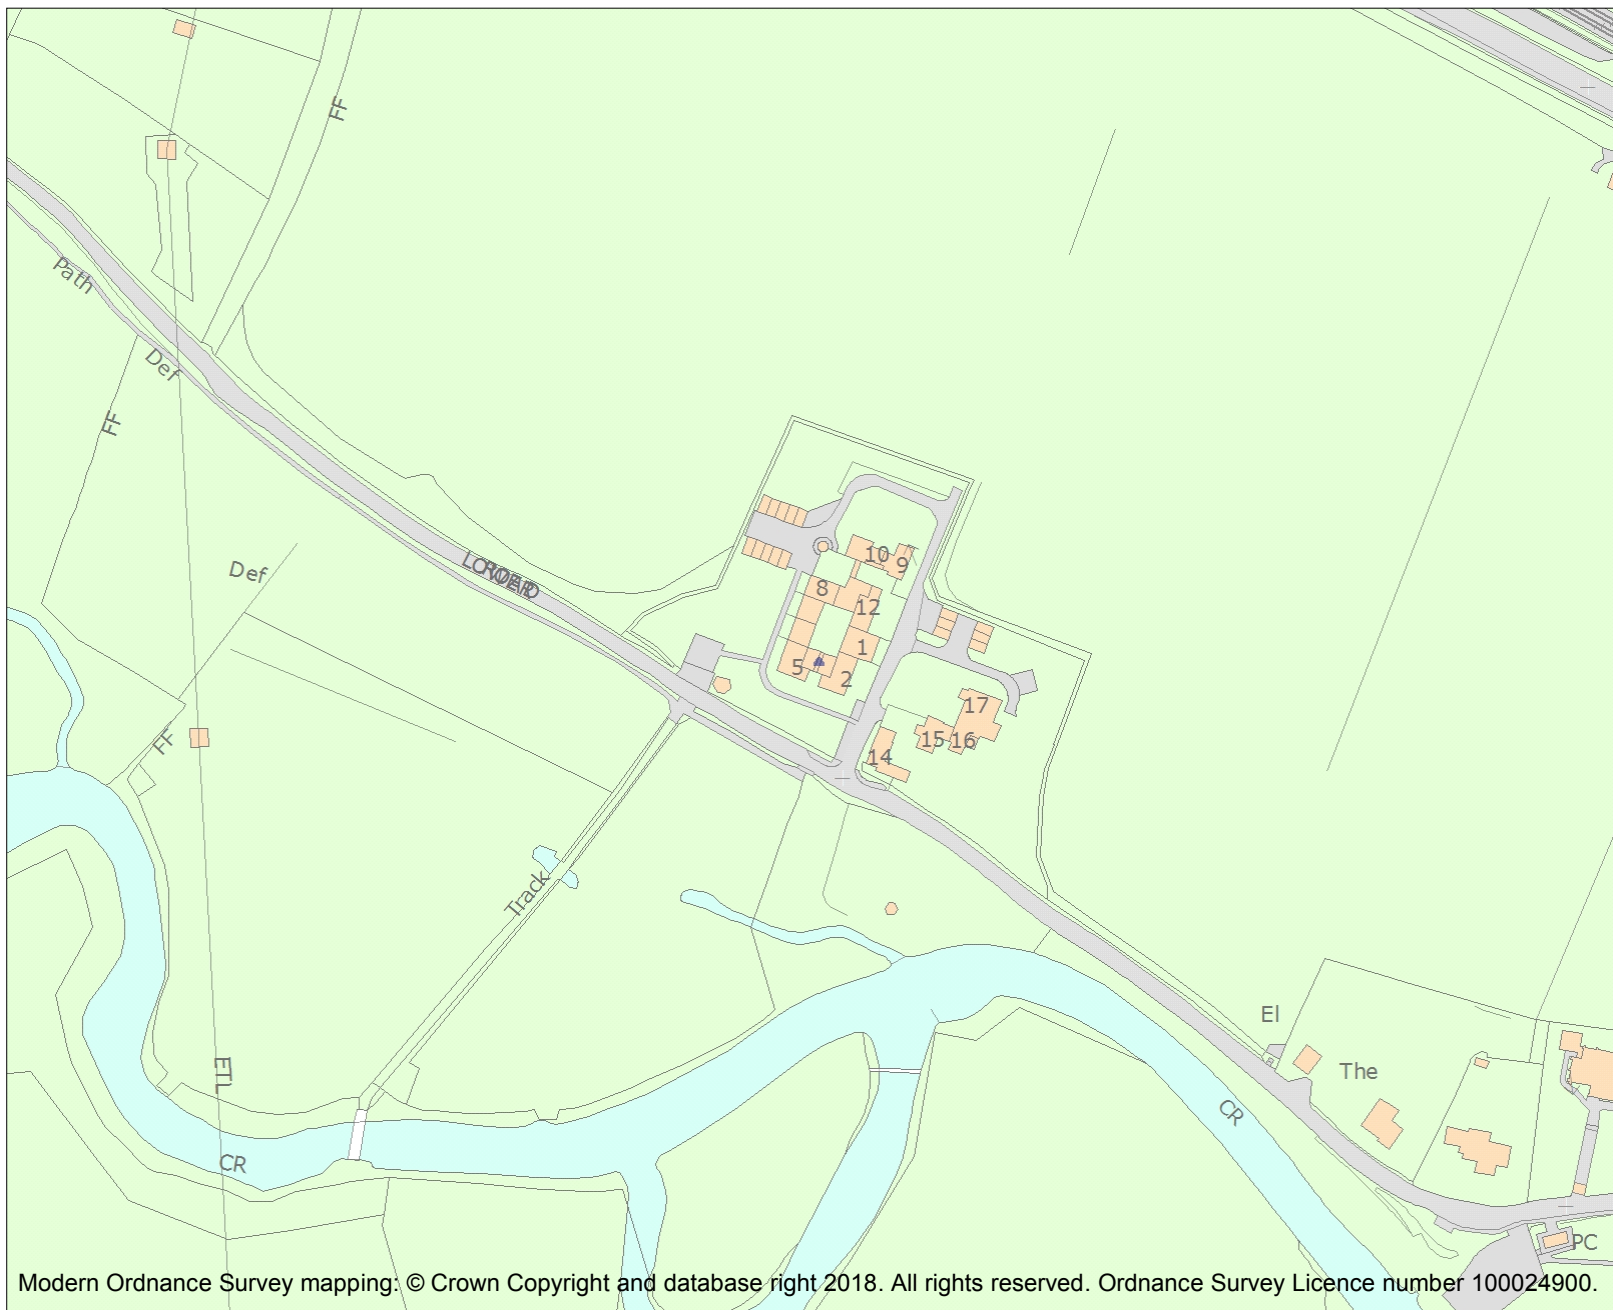 FF
Path
Def
FF
LOWER
ROAD
10
9
Def
8
12
1
5
2
17
FF
15
16
14
Track
El
ETL
The
CR
CR
PC
Modern Ordnance Survey mapping: © Crown Copyright and database right 2018. All rights reserved. Ordnance Survey Licence number 100024900.